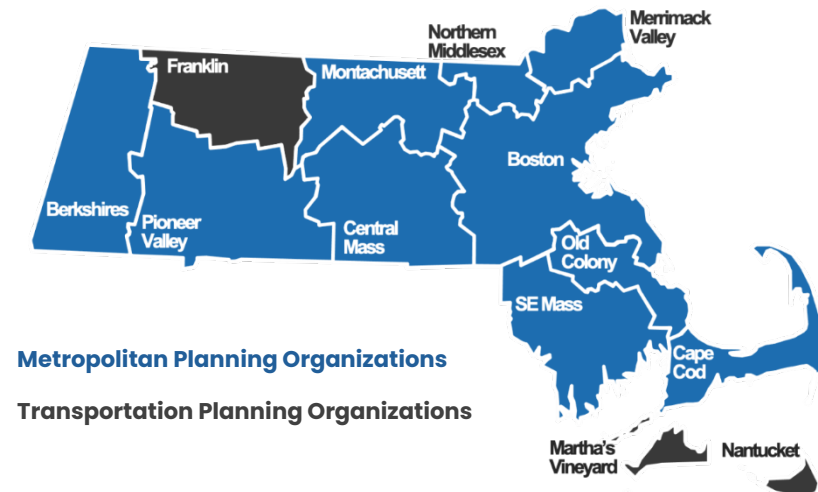 Merrimack
Valley
Northern
Middlesex
Franklin
Montachusett
Boston
Berkshires
Pioneer
Valley
Central
Mass
Old
Colony
SE Mass
Cape
Cod
Metropolitan Planning Organizations
Transportation Planning Organizations
Martha's
Vineyard
Nantucket